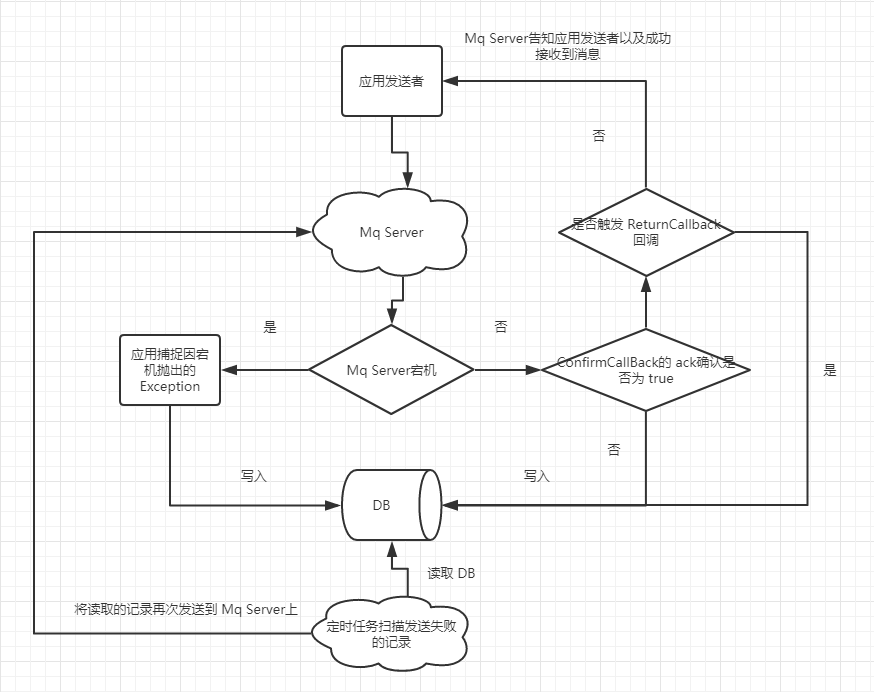 Mq Server告知应用发送者以及成功
接收到消息
应用发送者
否
是否触发 ReturnCallback
回调
Mq Server
是
否
应用捕捉因宕
机抛出的
Exception
Mq Server宕机
ConfirmCallBack的 ack确认是
否为 true
是
否
写入
写入
DB
读取 DB
将读取的记录再次发送到 Mq Server上
定时任务扫描发送失败
的记录